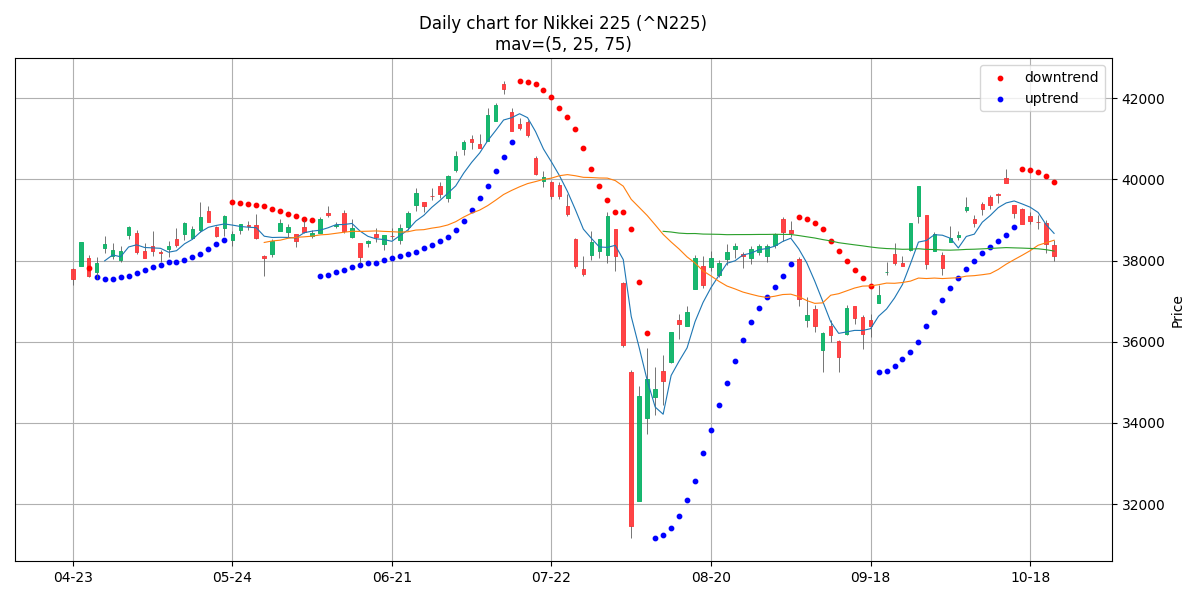 Daily chart for Nikkei 225 (^N225)
mav=(5, 25, 75)
downtrend
uptrend
42000
40000
38000
36000
34000
32000
Price
04-23
05-24
06-21
07-22
08-20
09-18
10-18